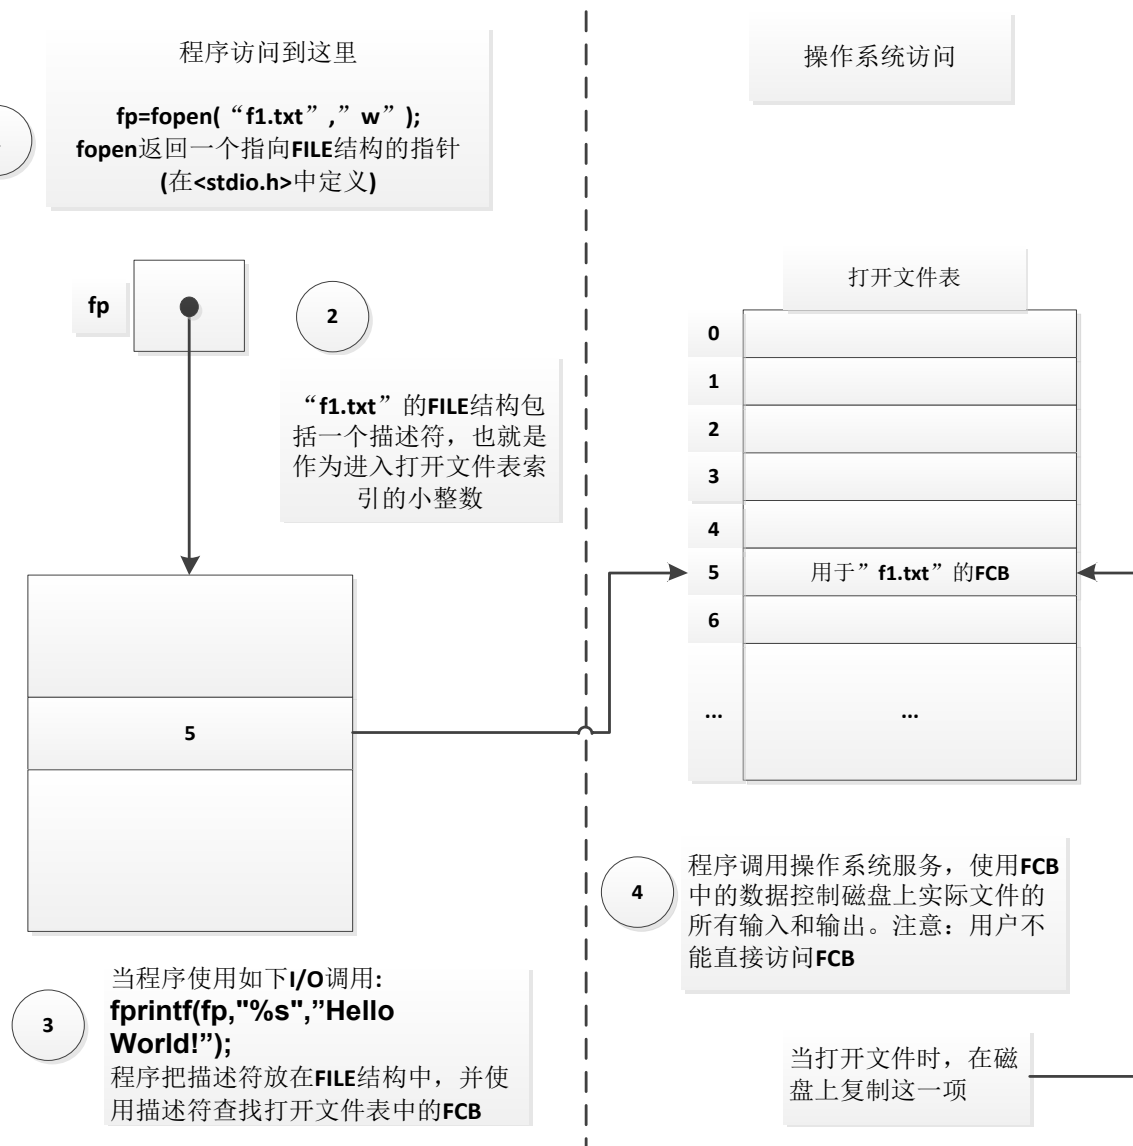 程序访问到这里
fp=fopen(“f1.txt”,”w”);
fopen返回一个指向FILE结构的指针
(在<stdio.h>中定义)
fp
2
“f1.txt”的FILE结构包
括一个描述符，也就是
作为进入打开文件表索
引的小整数
5
3
当程序使用如下I/O调用:
fprintf(fp,"%s",”Hello
World!”);
程序把描述符放在FILE结构中，并使
用描述符查找打开文件表中的FCB
操作系统访问
打开文件表
0
1
2
3
4
5 用于”f1.txt”的FCB
6
... ...
4
程序调用操作系统服务，使用FCB
中的数据控制磁盘上实际文件的
所有输入和输出。注意：用户不
能直接访问FCB
当打开文件时，在磁
盘上复制这一项